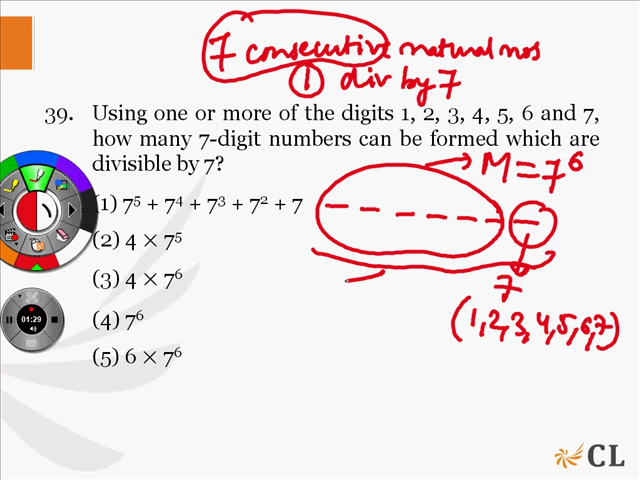 7 consecutive natural nos
① div by 7
39. Using one or more of the digits 1, 2, 3, 4, 5, 6 and 7,
how many 7-digit numbers can be formed which are
divisible by 7?
M = 7⁶
(1) 7⁵ + 7⁴ + 7³ + 7² + 7
(2) 4 × 7⁵
(3) 4 × 7⁶
7
(1,2,3,4,5,6,7)
(4) 7⁶
01:29
(5) 6 × 7⁶
CL